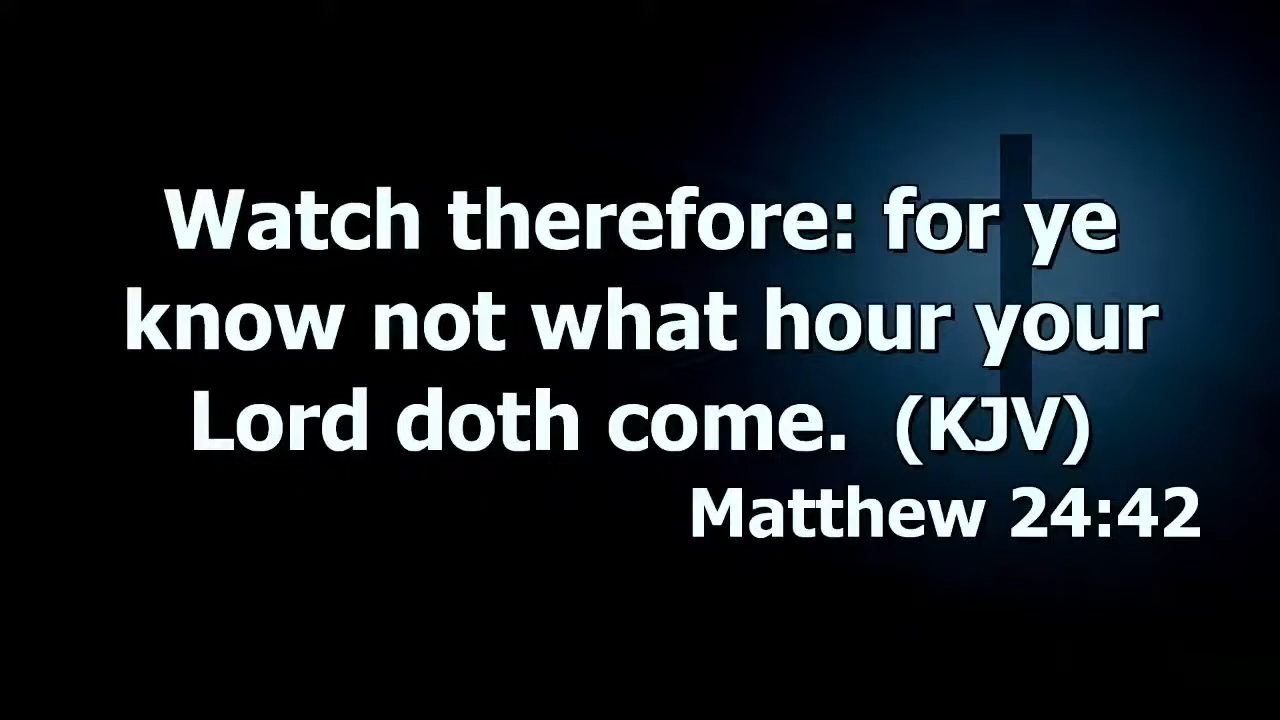 Watch therefore: for ye
know not what hour your
Lord doth come.  (KJV)
Matthew 24:42